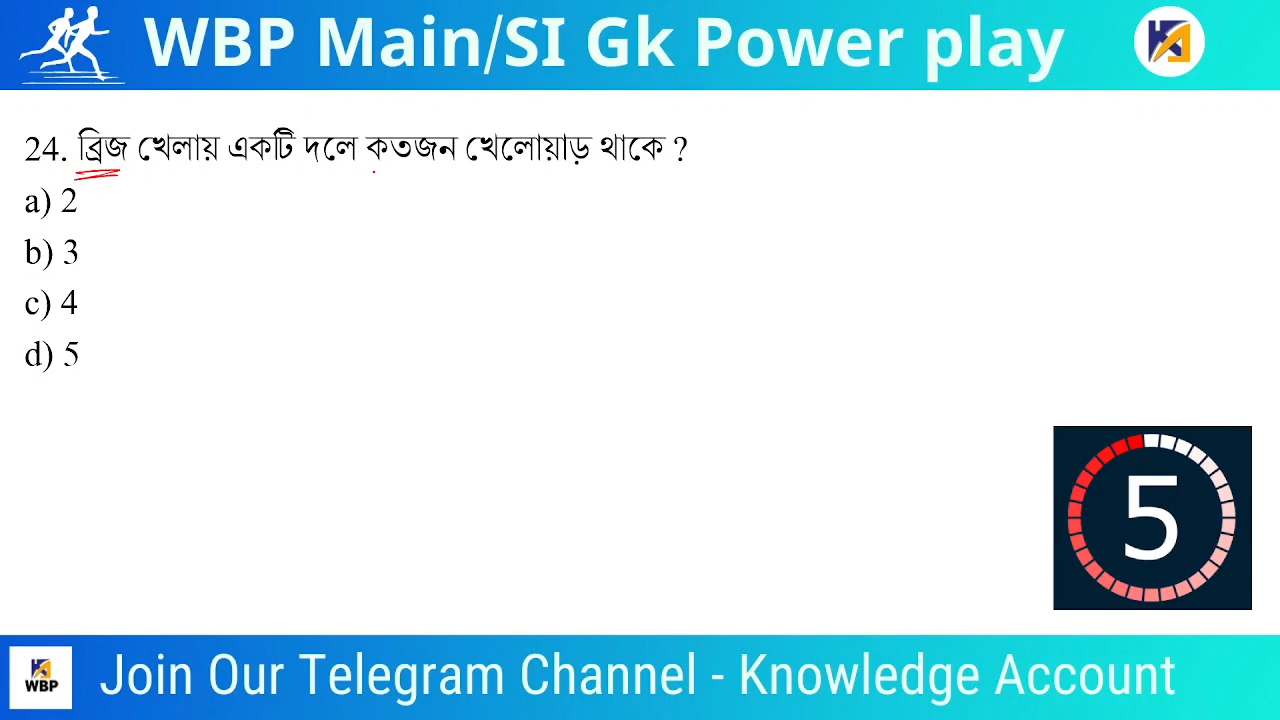 WBP Main/SI Gk Power play
24. ব্রিজ খেলায় একটি দলে কতজন খেলোয়াড় থাকে ?
a) 2
b) 3
c) 4
d) 5
5
WBP
Join Our Telegram Channel - Knowledge Account